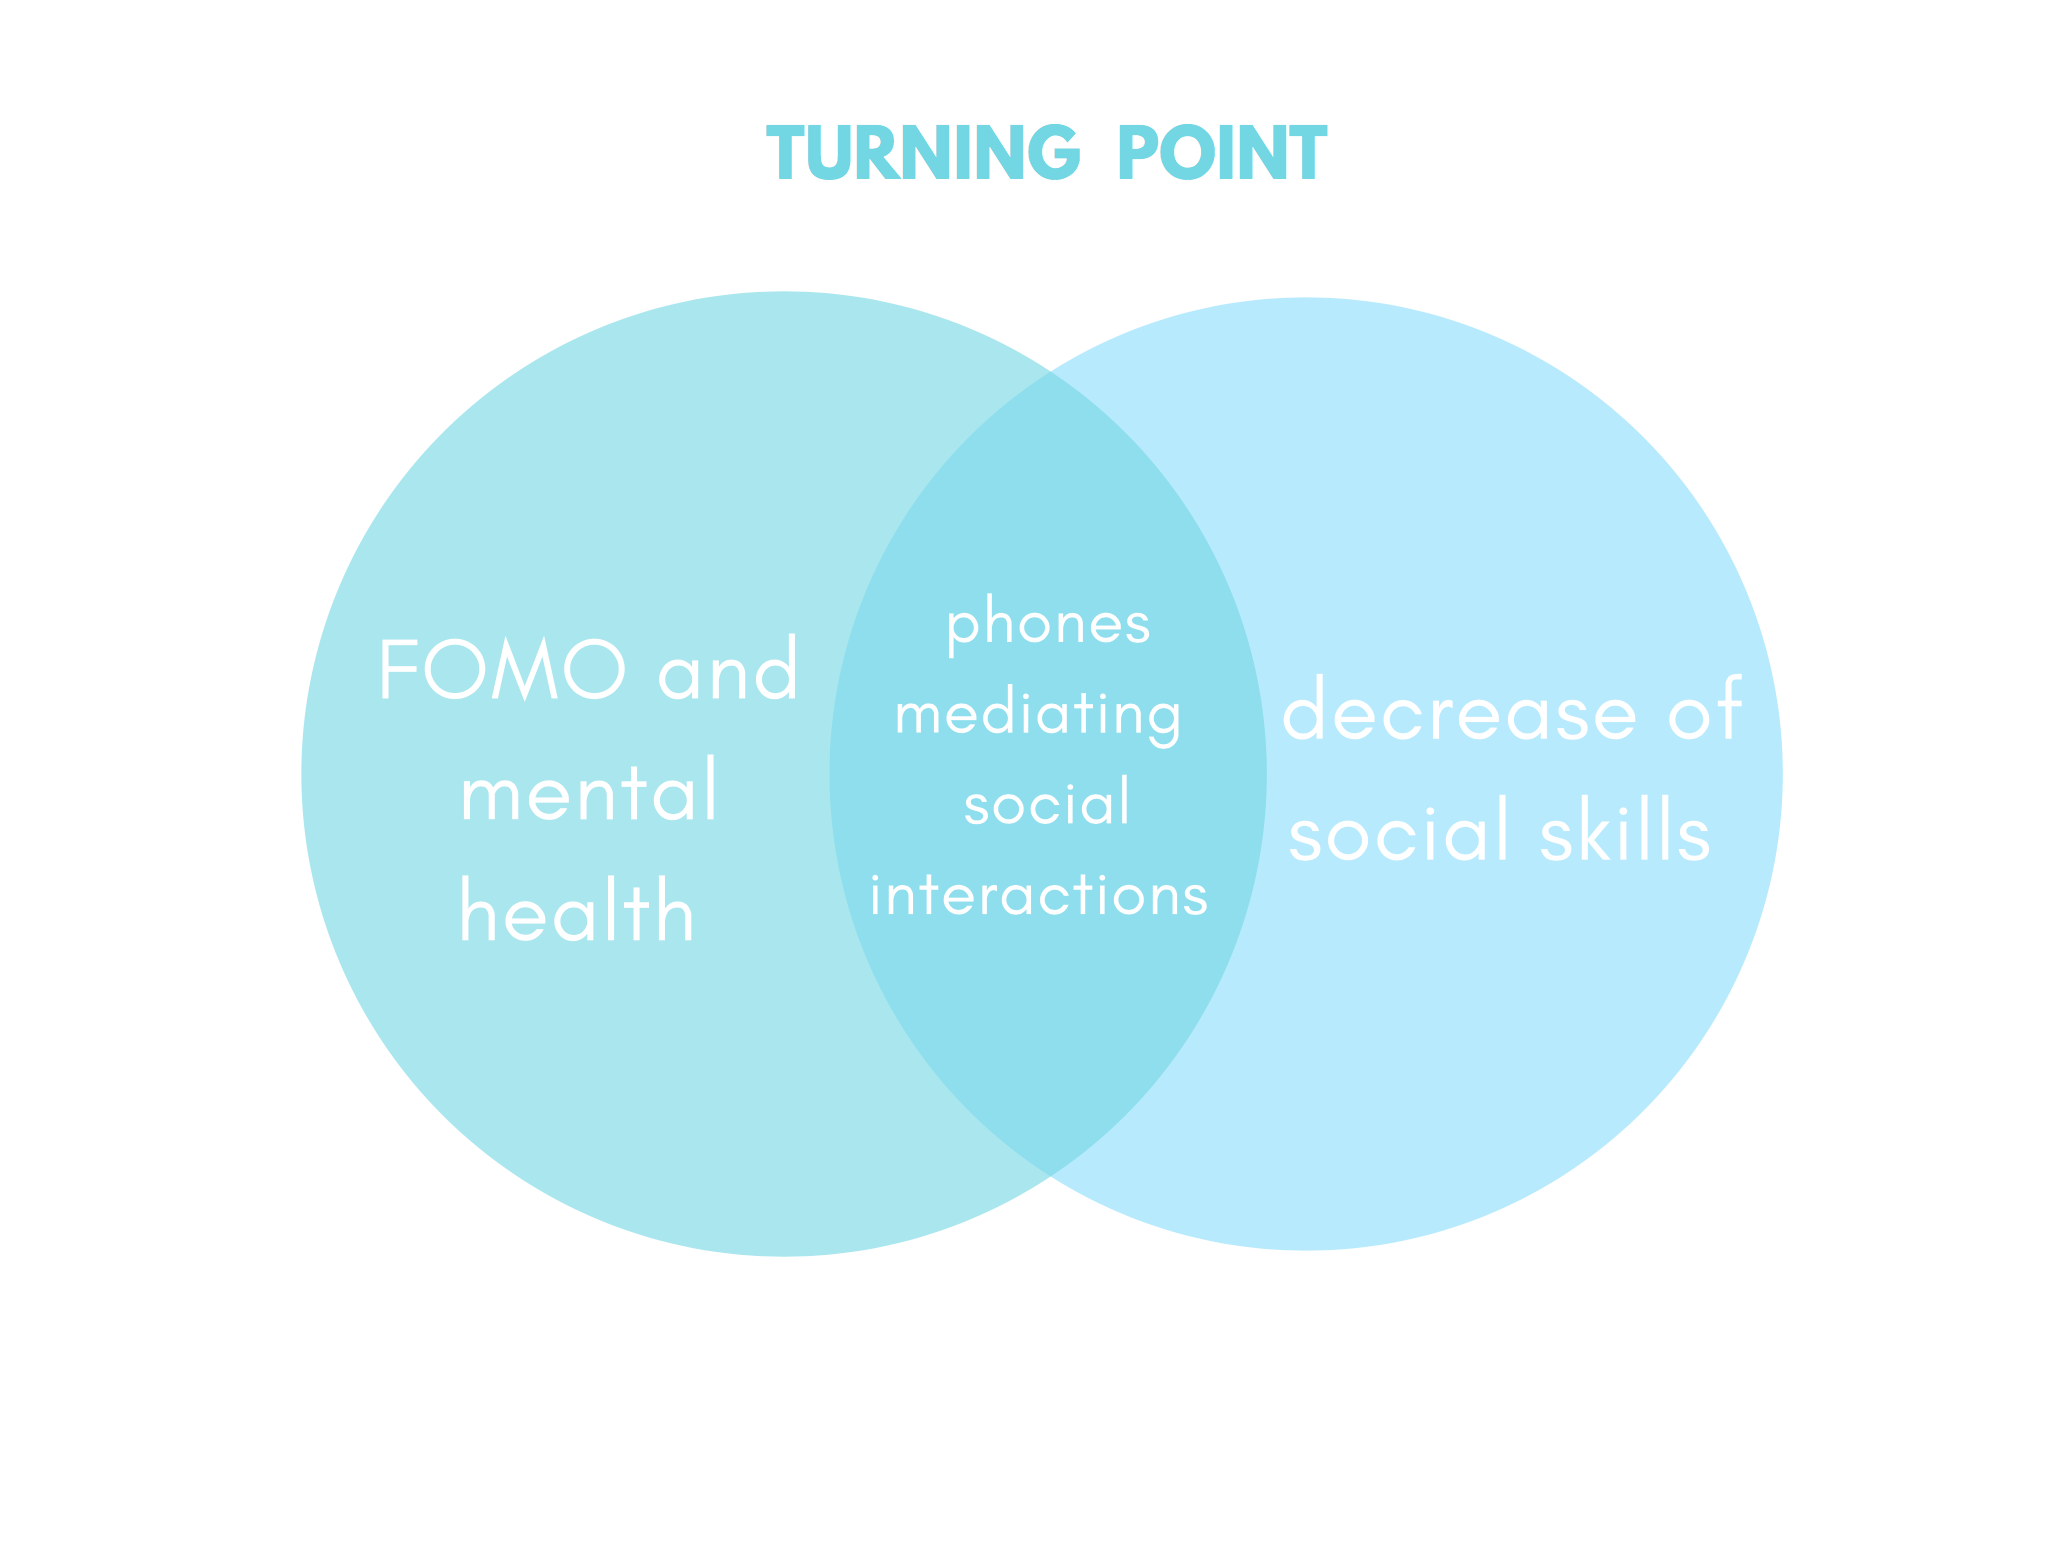 TURNING POINT
FOMO and
mental
health
phones
mediating
social
interactions
decrease of
social skills